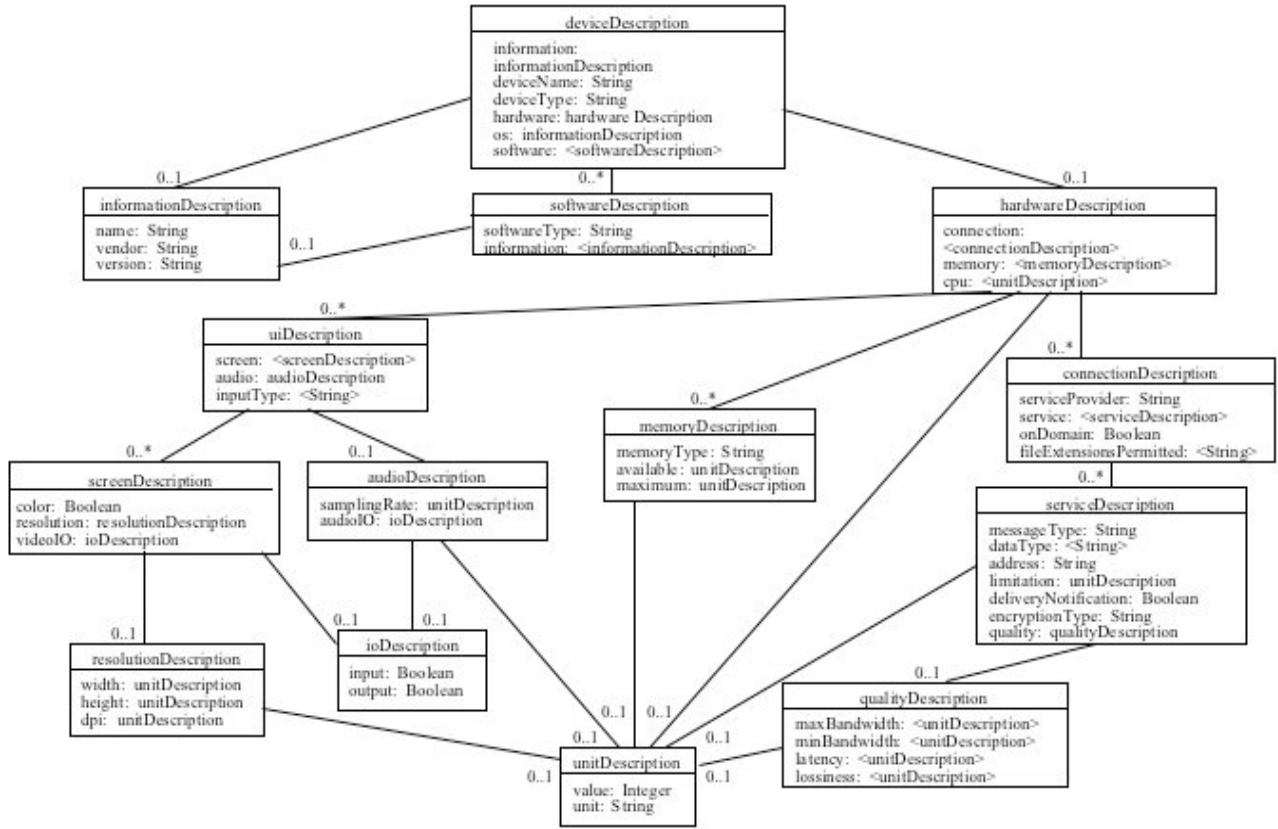 deviceDescription
information:
informationDescription
deviceName: String
deviceType: String
hardware: hardware Description
os: informationDescription
software: <softwareDescription>
0..1
0..*
0..1
informationDescription
name: String
vendor: String
version: String
0..1
softwareDescription
softwareType: String
information: <informationDescription>
hardwareDescription
connection:
<connectionDescription>
memory: <memoryDescription>
cpu: <unitDescription>
0..*
uiDescription
screen: <screenDescription>
audio: audioDescription
inputType: <String>
0..*
memoryDescription
memoryType: String
available: unitDescription
maximum: unitDescription
0..*
connectionDescription
serviceProvider: String
service: <serviceDescription>
onDomain: Boolean
fileExtensionsPermitted: <String>
0..*
screenDescription
color: Boolean
resolution: resolutionDescription
videoIO: ioDescription
0..1
audioDescription
samplingRate: unitDescription
audioIO: ioDescription
0..*
serviceDescription
messageType: String
dataType: <String>
address: String
limitation: unitDescription
deliveryNotification: Boolean
encryptionType: String
quality: qualityDescription
0..1
resolutionDescription
width: unitDescription
height: unitDescription
dpi: unitDescription
0..1
0..1
ioDescription
input: Boolean
output: Boolean
0..1
qualityDescription
maxBandwidth: <unitDescription>
minBandwidth: <unitDescription>
latency: <unitDescription>
lossiness: <unitDescription>
0..1
0..1
0..1
0..1
0..1
0..1
unitDescription
value: Integer
unit: String